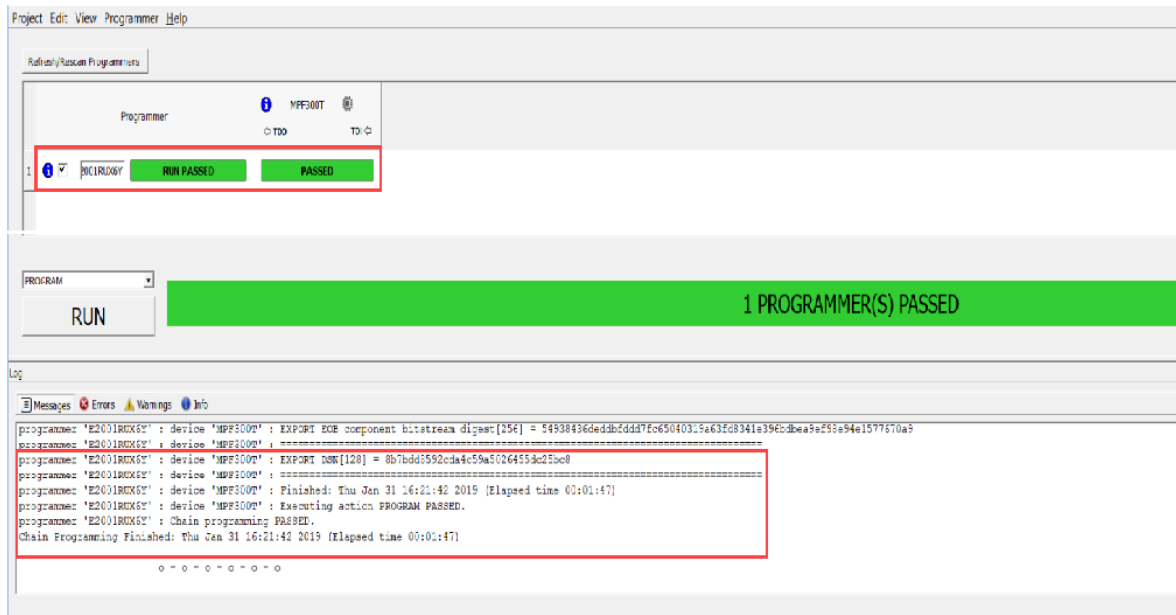 Project Edit View Programmer Help
Refresh/Rescan Programmers
Programmer
MPF300T
TDO TDI
1 RUN PASSED PASSED
PROGRAM
RUN
1 PROGRAMMER(S) PASSED
Log
Messages Errors Warnings Info
programmer 'E2001RUX6Y' : device 'MPF300T' : EXPORT EOB component bitstream digest[256] =
programmer 'E2001RUX6Y' : device 'MPF300T' : ===================================================================================
programmer 'E2001RUX6Y' : device 'MPF300T' : EXPORT DSN[128] =
programmer 'E2001RUX6Y' : device 'MPF300T' : ===================================================================================
programmer 'E2001RUX6Y' : device 'MPF300T' : Finished: Thu Jan 31 16:21:42 2019 (Elapsed time 00:01:47)
programmer 'E2001RUX6Y' : device 'MPF300T' : Executing action PROGRAM PASSED.
programmer 'E2001RUX6Y' : Chain programming PASSED.
Chain Programming Finished: Thu Jan 31 16:21:42 2019 (Elapsed time 00:01:47)
o - o - o - o - o - o